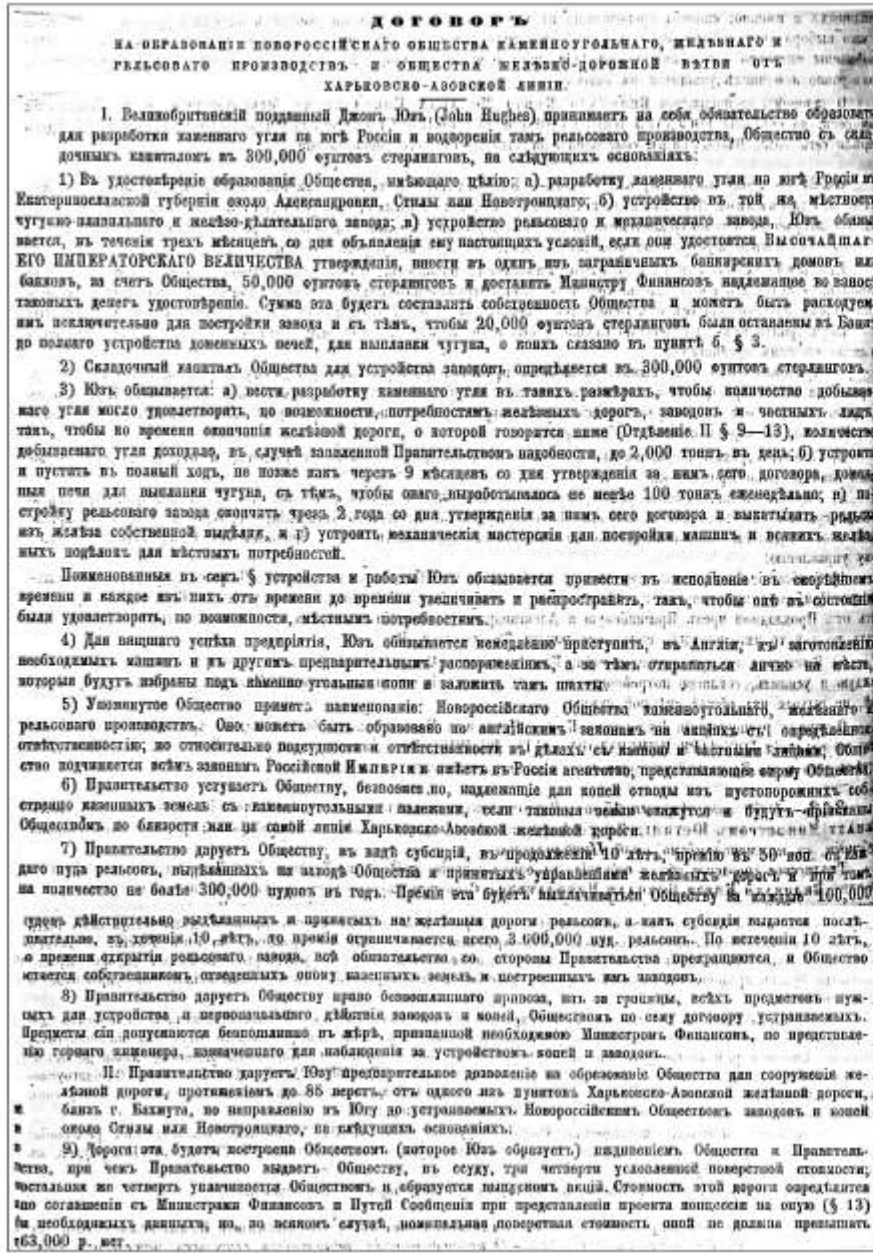 ДОГОВОРЪ
НА ОБРАЗОВАНІЕ НОВОРОССІЙСКАГО ОБЩЕСТВА КАМЕННОУГОЛЬНАГО, ЖЕЛѢЗНАГО И
РЕЛЬСОВАГО ПРОИЗВОДСТВЪ И ОБЩЕСТВА ЖЕЛѢЗНО-ДОРОЖНОЙ ВѢТВИ ОТЪ
ХАРЬКОВСКО-АЗОВСКОЙ ЛИНІИ.
I. Великобританскій подданный Джонъ Юзъ (John Hughes) принимаетъ на себя обязательство образовать
для разработки каменнаго угля на югѣ Россіи и водворенія тамъ рельсоваго производства, Общество съ скла
дочнымъ капиталомъ въ 300,000 фунтовъ стерлинговъ, на слѣдующихъ основаніяхъ:
1) Въ удостовѣреніе образованія Общества, имѣющаго цѣлію: а) разработку каменнаго угля на югѣ Россіи въ
Екатеринославской губерніи около Александровки, Стилы или Новотроицкаго; б) устройство въ той же мѣстности
чугунно-плавильнаго и желѣзо-дѣлательнаго завода; в) устройство рельсоваго и механическаго завода, Юзъ обязы
вается, въ теченіи трехъ мѣсяцевъ со дня объявленія ему настоящихъ условій, если они удостоятся ВЫСОЧАЙШАГ
ЕГО ИМПЕРАТОРСКАГО ВЕЛИЧЕСТВА утвержденія, внести въ одинъ изъ заграничныхъ банкирскихъ домовъ или
банковъ, за счетъ Общества, 50,000 фунтовъ стерлинговъ и доставить Министру Финансовъ надлежащее во взносѣ
таковыхъ денегъ удостовѣреніе. Сумма эта будетъ составлять собственность Общества и можетъ быть расходуем
имъ исключительно для постройки завода и съ тѣмъ, чтобы 20,000 фунтовъ стерлинговъ были оставлены въ Банкѣ
до полнаго устройства доменныхъ печей, для выплавки чугуна, о коихъ сказано въ пунктѣ б. § 3.
2) Складочный капиталъ Общества для устройства заводовъ опредѣляется въ 300,000 фунтовъ стерлинговъ.
3) Юзъ обязывается: а) вести разработку каменнаго угля въ такихъ размѣрахъ, чтобы количество добывае
маго угля могло удовлетворить, по возможности, потребностямъ желѣзныхъ дорогъ, заводовъ и частныхъ лицъ,
такъ, чтобы ко времени окончанія желѣзной дороги, о которой говорится ниже (Отдѣленіе II § 9—13), количество
добываемаго угля доходило, въ случаѣ заявленной Правительствомъ надобности, до 2,000 тоннъ въ день; б) устроить
и пустить въ полный ходъ, не позже какъ черезъ 9 мѣсяцевъ со дня утвержденія за нимъ сего договора, домен
ныя печи для выплавки чугуна, съ тѣмъ, чтобы онаго вырабатывалось не менѣе 100 тоннъ еженедѣльно; в) по
стройку рельсоваго завода окончить чрезъ 2 года со дня утвержденія за нимъ сего договора и выкатывать рельсы
изъ желѣза собственной выдѣлки, и г) устроить механическія мастерскія для постройки машинъ и всякихъ желѣз
ныхъ подѣлокъ для мѣстныхъ потребностей.
Поименованныя въ семъ § устройства и работы Юзъ обязывается привести въ исполненіе въ скорѣйшемъ
времени и каждое изъ нихъ отъ времени до времени увеличивать и распространять, такъ, чтобы онѣ въ состояніи
были удовлетворять, по возможности, мѣстнымъ потребностямъ.
4) Для вящшаго успѣха предпріятія, Юзъ обязывается немедленно приступить, въ Англіи, къ заготовленію
необходимыхъ машинъ и къ другимъ предварительнымъ распоряженіямъ, а за тѣмъ отправиться лично на мѣста,
которыя будутъ избраны подъ каменно-угольныя копи и заложить тамъ шахты.
5) Упомянутое Общество приметъ наименованіе: Новороссійскаго Общества каменноугольнаго, желѣзнаго и
рельсоваго производствъ. Оно можетъ быть образовано по англійскимъ законамъ на акціяхъ съ опредѣленною
отвѣтственностію; но относительно подсудности и отвѣтственности въ дѣлахъ съ казною и частными лицами, Обще
ство подчиняется всѣмъ законамъ Россійской ИМПЕРІИ и имѣетъ въ Россіи агентство, представляющее фирму Общества.
6) Правительство уступаетъ Обществу, безповинно, надлежащіе для копей отводы изъ пустопорожнихъ соб
ственно казенныхъ земель съ каменноугольными залежами, если таковыя земли окажутся и будутъ
Обществомъ по близости или на самой линіи Харьковско-Азовской желѣзной дороги.
7) Правительство даруетъ Обществу, въ видѣ субсидіи, въ продолженіи 10 лѣтъ, премію въ 50 коп. съ каж
даго пуда рельсовъ, выдѣланныхъ на заводѣ Общества и принятыхъ управленіями желѣзныхъ дорогъ и при томъ
на количество не болѣе 300,000 пудовъ въ годъ. Премія эта будетъ выплачиваться Обществу за каждые 100,000
пудовъ дѣйствительно выдѣланныхъ и принятыхъ на желѣзныя дороги рельсовъ, а какъ субсидія выдается послѣ-
довательно, въ теченіи 10 лѣтъ, то премія ограничивается всего 3.000,000 пуд. рельсовъ. По истеченіи 10 лѣтъ,
о времени открытія рельсоваго завода, всѣ обязательства со стороны Правительства прекращаются, и Общество
остается собственникомъ отведенныхъ оному казенныхъ земель и построенныхъ имъ заводовъ.
8) Правительство даруетъ Обществу право безпошлиннаго привоза, изъ за границы, всѣхъ предметовъ нуж-
ныхъ для устройства и первоначальнаго дѣйствія заводовъ и копей, Обществомъ по сему договору устраиваемыхъ.
Предметы сіи допускаются безпошлинно въ мѣрѣ, признанной необходимою Министромъ Финансовъ, по представле-
нію горнаго инженера, назначеннаго для наблюденія за устройствомъ копей и заводовъ.
II. Правительство даруетъ Юзу предварительное дозволеніе на образованіе Общества для сооруженія же-
лѣзной дороги, протяженіемъ до 85 верстъ, отъ одного изъ пунктовъ Харьковско-Азовской желѣзной дороги,
близъ г. Бахмута, по направленію къ Югу до устраиваемыхъ Новороссійскимъ Обществомъ заводовъ и копей
около Стилы или Новотроицкаго, на слѣдущихъ основаніяхъ:
9) Дорога эта будетъ построена Обществомъ (которое Юзъ образуетъ) иждивеніемъ Общества и Правитель-
ства, при чемъ Правительство выдаетъ Обществу, въ ссуду, три четверти условленной поверстной стоимости;
остальная же четверть уплачивается Обществомъ и образуется выпускомъ акцій. Стоимость этой дороги опредѣлится
по соглашенію съ Министрами Финансовъ и Путей Сообщенія при представленіи проекта концессіи на оную (§ 13)
и необходимыхъ данныхъ, но, во всякомъ случаѣ, номинальная поверстная стоимость оной не должна превышать
63,000 р. мет.